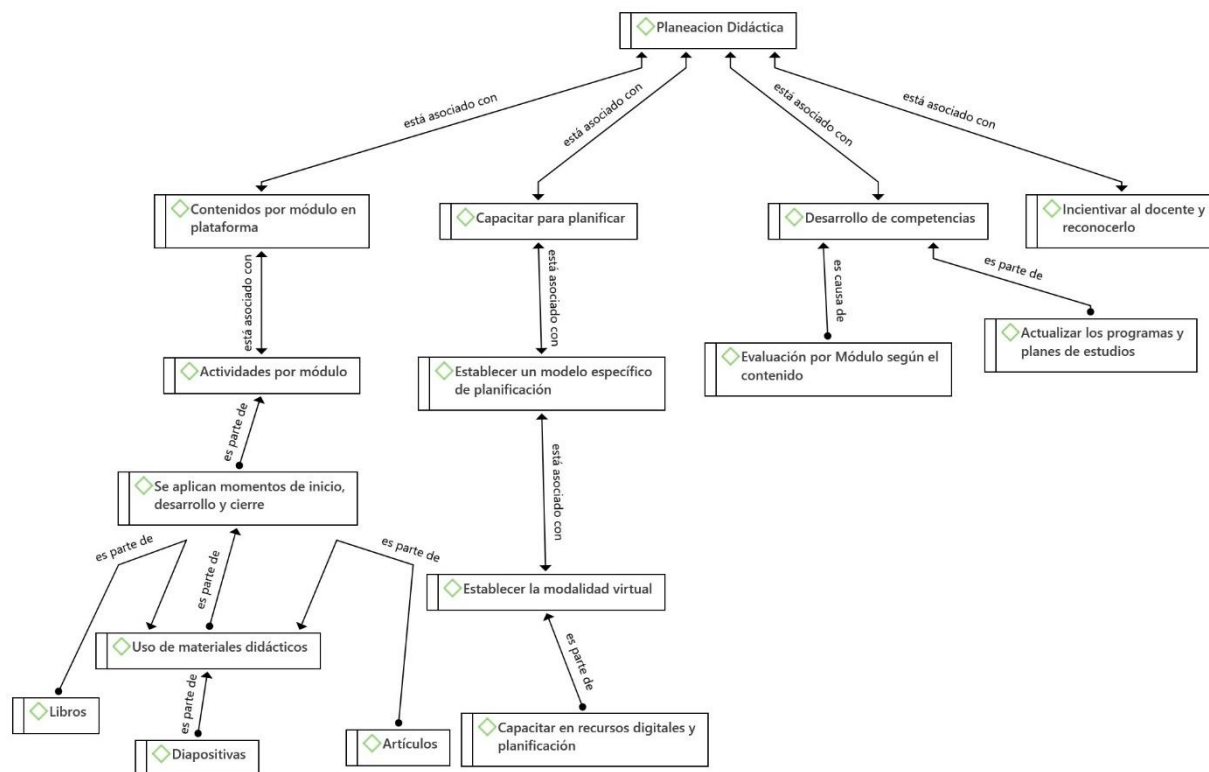 Planeacion Didáctica
está asociado con
está asociado con
está asociado con
está asociado con
Contenidos por módulo en
plataforma
Capacitar para planificar
Desarrollo de competencias
Incientivar al docente y
reconocerlo
está asociado con
está asociado con
es causa de
es parte de
Actividades por módulo
Establecer un modelo específico
de planificación
Evaluación por Módulo según el
contenido
Actualizar los programas y
planes de estudios
es parte de
está asociado con
Se aplican momentos de inicio,
desarrollo y cierre
es parte de
es parte de
es parte de
Establecer la modalidad virtual
Uso de materiales didácticos
es parte de
es parte de
Libros
Diapositivas
Artículos
Capacitar en recursos digitales y
planificación